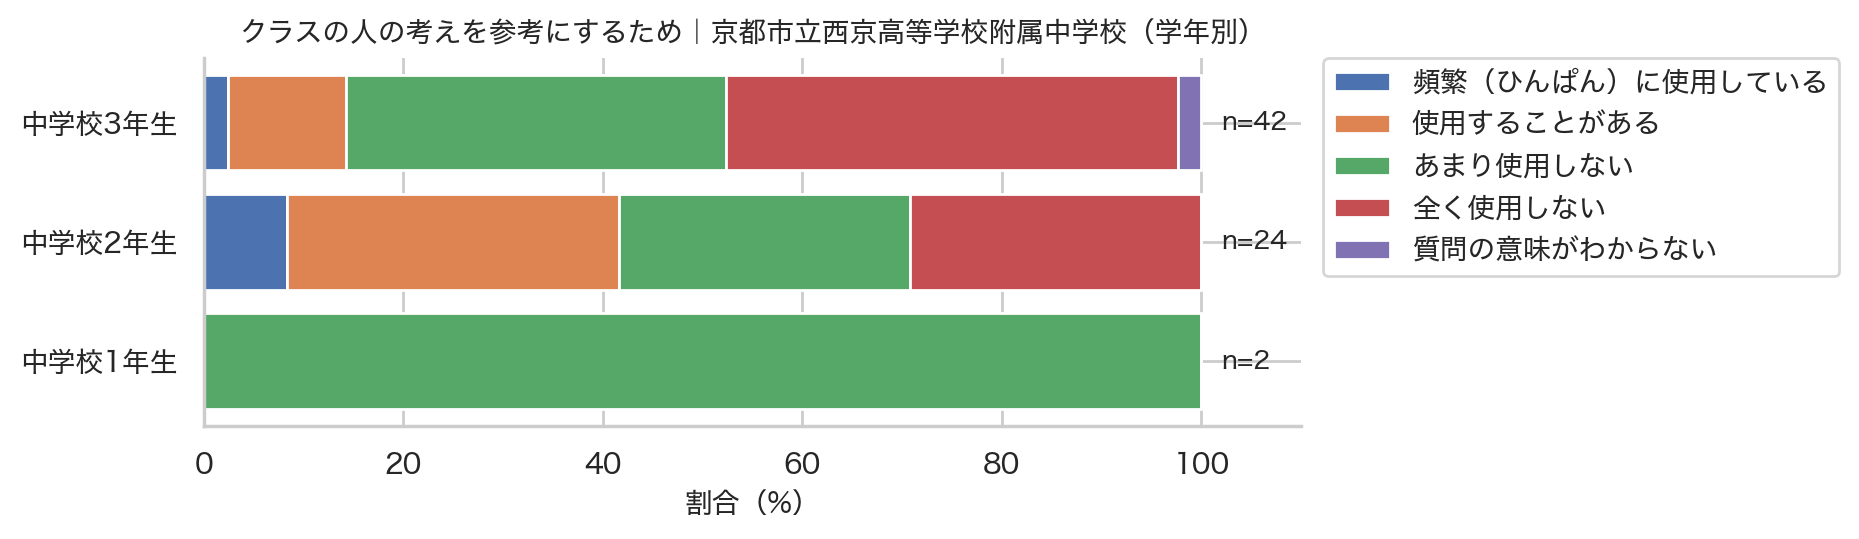 クラスの人の考えを参考にするため｜京都市立西京高等学校附属中学校（学年別）
中学校3年生
n=42
中学校2年生
n=24
中学校1年生
n=2
0 20 40 60 80 100
割合（%）
頻繁（ひんぱん）に使用している
使用することがある
あまり使用しない
全く使用しない
質問の意味がわからない